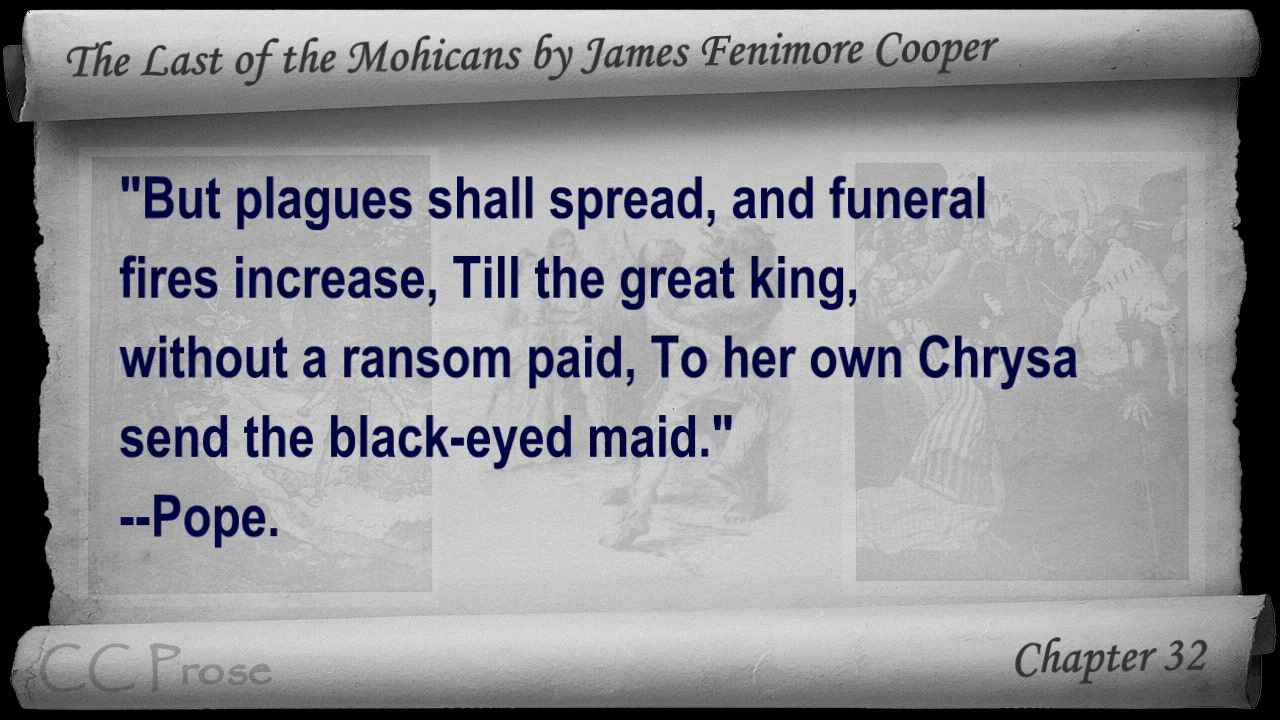 The Last of the Mohicans by James Fenimore Cooper
"But plagues shall spread, and funeral
fires increase, Till the great king,
without a ransom paid, To her own Chrysa
send the black-eyed maid."
--Pope.
CC Prose
Chapter 32